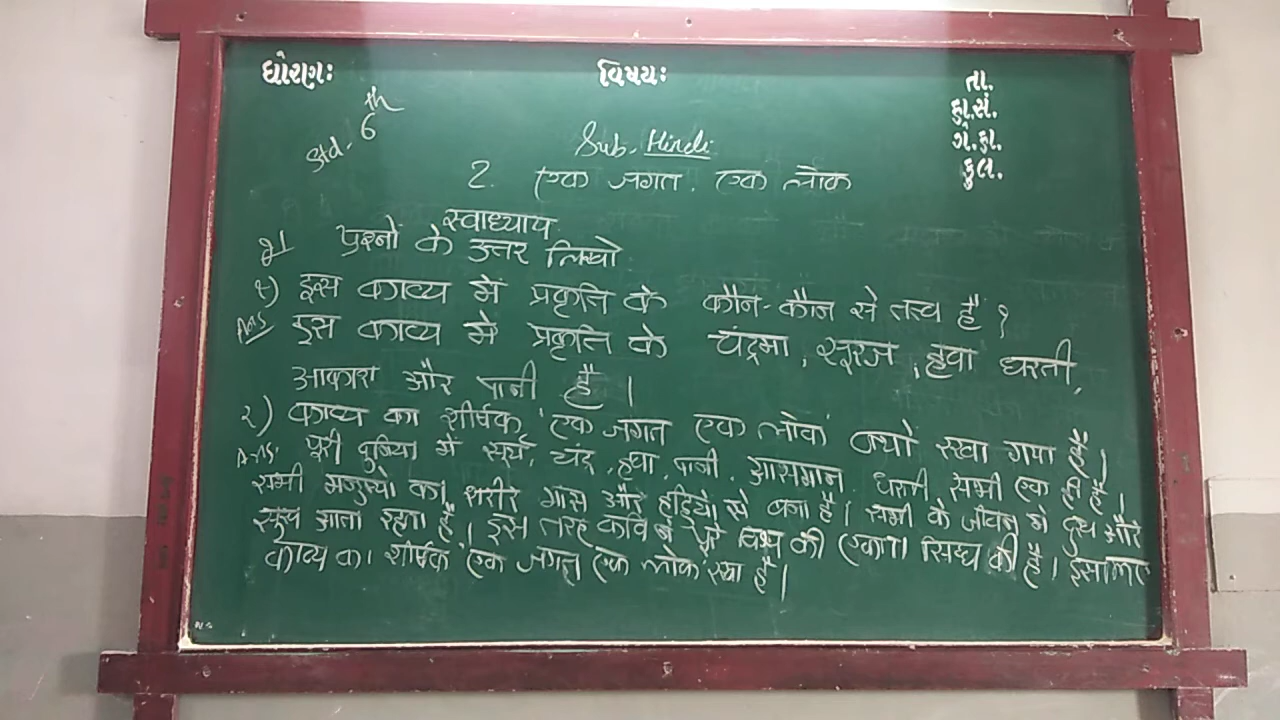 ધોરણઃ વિષયઃ તા.
હા.સં.
ગે.હા.
કુલ.
Std- 6th
Sub- Hindi
2. एक जगत, एक लोक
स्वाध्याय
प्रश्नो के उत्तर लिखो
१) इस काव्य में प्रकृति के कौन-कौन से तत्त्व है ?
Ans इस काव्य में प्रकृति के चंद्रमा, सूरज, हवा धरती,
आकाश और पानी है ।
२) काव्य का शीर्षक 'एक जगत एक लोक' क्यों रखा गया है
Ans. पूरी दुनिया में सूर्य, चंद्र, हवा, पानी, आसमान, धरती सभी एक है ।
सभी मनुष्यो का शरीर मास और हड्डियों से बना है । सभी के जीवन में दुख और
सुख आता रहता है । इस तरह कवि ने पूरे विश्व की एकता सिध्ध की है । इसलिए
काव्य का शीर्षक 'एक जगत एक लोक' रखा है ।